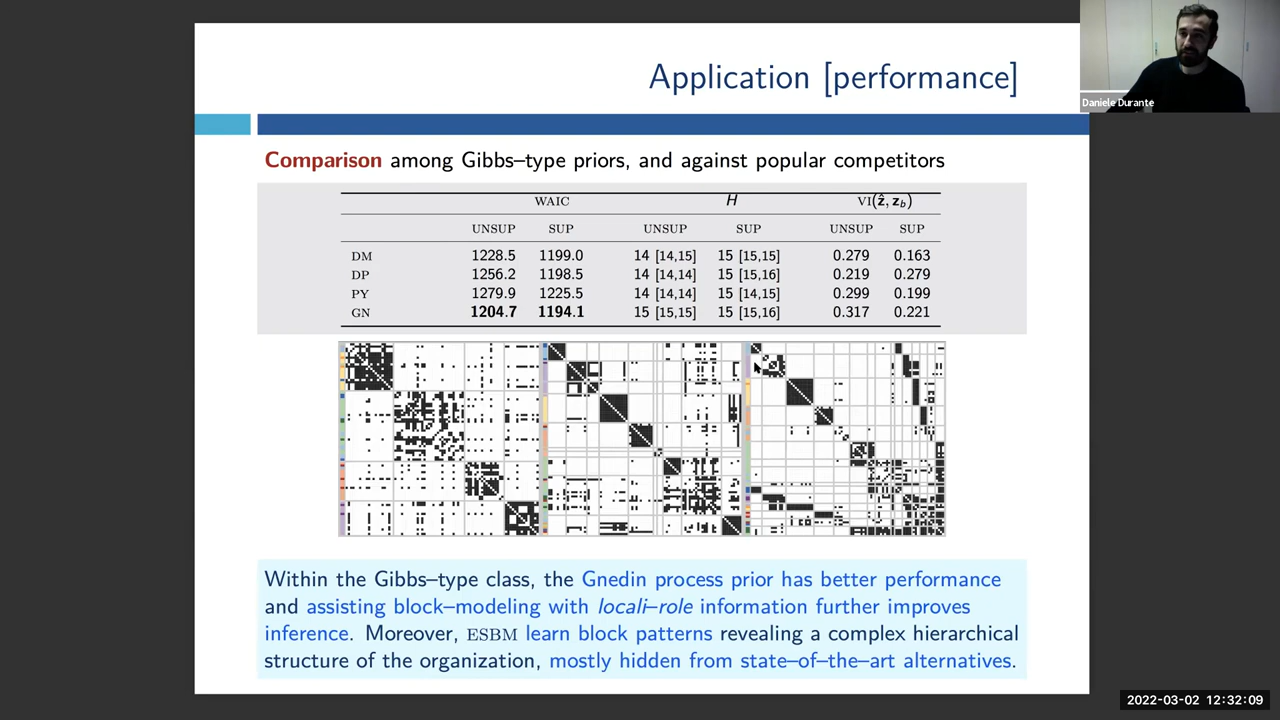 Application [performance]
Daniele Durante
Comparison among Gibbs–type priors, and against popular competitors
WAIC H VI(ẑ, z_b)
UNSUP SUP UNSUP SUP UNSUP SUP
DM 1228.5 1199.0 14 [14,15] 15 [15,15] 0.279 0.163
DP 1256.2 1198.5 14 [14,14] 15 [15,16] 0.219 0.279
PY 1279.9 1225.5 14 [14,14] 15 [14,15] 0.299 0.199
GN 1204.7 1194.1 15 [15,15] 15 [15,16] 0.317 0.221
Within the Gibbs–type class, the Gnedin process prior has better performance
and assisting block–modeling with locali–role information further improves
inference. Moreover, ESBM learn block patterns revealing a complex hierarchical
structure of the organization, mostly hidden from state–of–the–art alternatives.
2022-03-02 12:32:09